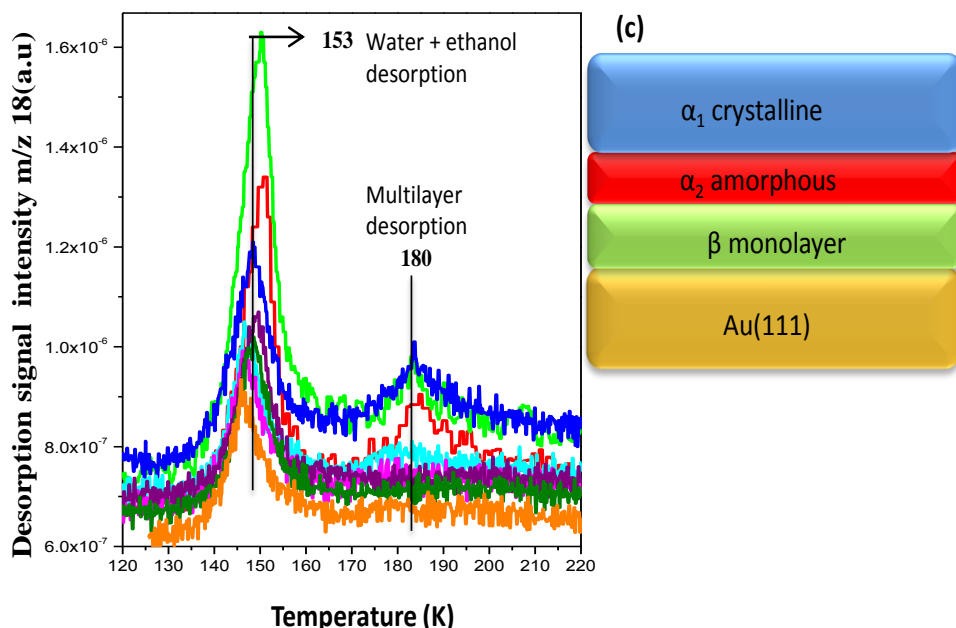 Desorption signal intensity m/z 18(a.u)
1.6x10⁻⁶
1.4x10⁻⁶
1.2x10⁻⁶
1.0x10⁻⁶
8.0x10⁻⁷
6.0x10⁻⁷
153
Water + ethanol
desorption
Multilayer
desorption
180
120 130 140 150 160 170 180 190 200 210 220
Temperature (K)
(c)
α₁ crystalline
α₂ amorphous
β monolayer
Au(111)